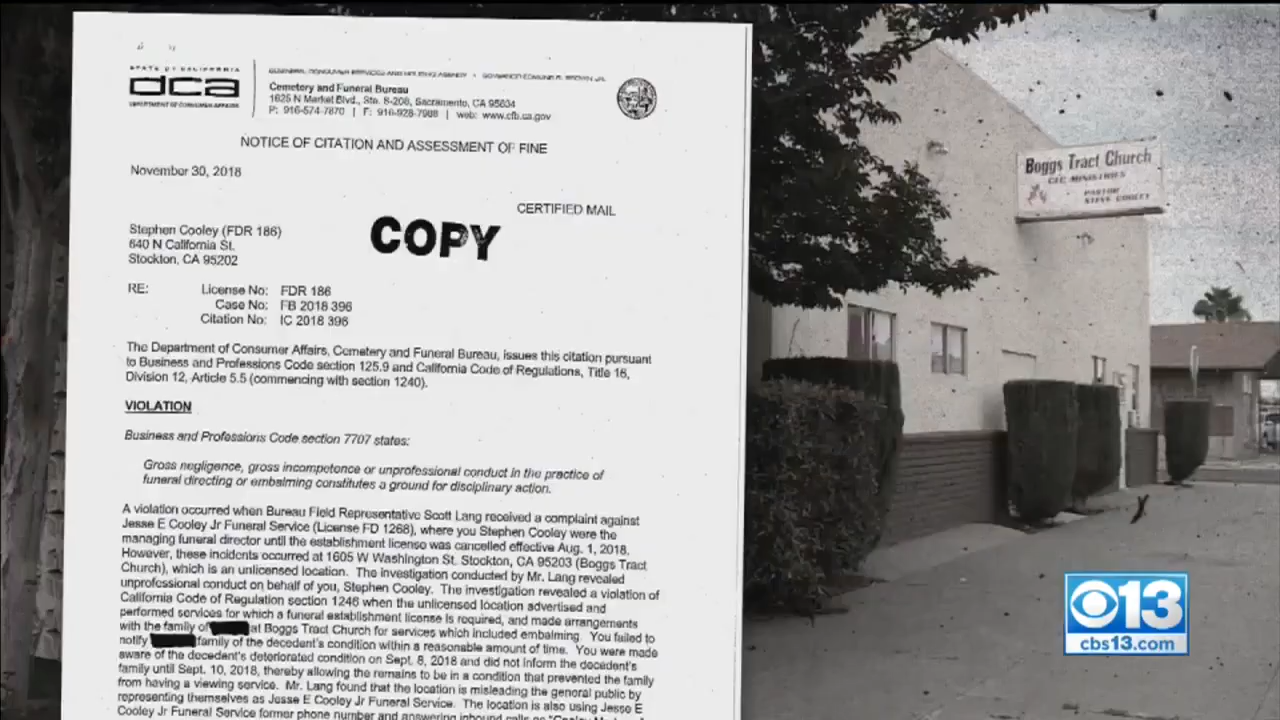 STATE OF CALIFORNIA
dca
DEPARTMENT OF CONSUMER AFFAIRS
BUSINESS, CONSUMER SERVICES AND HOUSING AGENCY • GOVERNOR EDMUND G. BROWN JR.
Cemetery and Funeral Bureau
1625 N Market Blvd., Ste. S-208, Sacramento, CA 95834
P: 916-574-7870 | F: 916-928-7988 | web: www.cfb.ca.gov
NOTICE OF CITATION AND ASSESSMENT OF FINE
November 30, 2018
CERTIFIED MAIL
COPY
Stephen Cooley (FDR 186)
640 N California St.
Stockton, CA 95202
RE: License No: FDR 186
Case No: FB 2018 396
Citation No: IC 2018 396
The Department of Consumer Affairs, Cemetery and Funeral Bureau, issues this citation pursuant
to Business and Professions Code section 125.9 and California Code of Regulations, Title 16,
Division 12, Article 5.5 (commencing with section 1240).
VIOLATION
Business and Professions Code section 7707 states:
Gross negligence, gross incompetence or unprofessional conduct in the practice of
funeral directing or embalming constitutes a ground for disciplinary action.
A violation occurred when Bureau Field Representative Scott Lang received a complaint against
Jesse E Cooley Jr Funeral Service (License FD 1268), where you Stephen Cooley were the
managing funeral director until the establishment license was cancelled effective Aug. 1, 2018.
However, these incidents occurred at 1605 W Washington St. Stockton, CA 95203 (Boggs Tract
Church), which is an unlicensed location. The investigation conducted by Mr. Lang revealed
unprofessional conduct on behalf of you, Stephen Cooley. The investigation revealed a violation of
California Code of Regulation section 1246 when the unlicensed location advertised and
performed services for which a funeral establishment license is required, and made arrangements
with the family of at Boggs Tract Church for services which included embalming. You failed to
notify family of the decedent's condition within a reasonable amount of time. You were made
aware of the decedent's deteriorated condition on Sept. 8, 2018 and did not inform the decedent's
family until Sept. 10, 2018, thereby allowing the remains to be in a condition that prevented the family
from having a viewing service. Mr. Lang found that the location is misleading the general public by
representing themselves as Jesse E Cooley Jr Funeral Service. The location is also using Jesse E
Cooley Jr Funeral Service former phone number and answering inbound calls as "Cooley
Boggs Tract Church
CLC MINISTRIES
PASTOR
STEVE COOLEY
13
cbs13.com